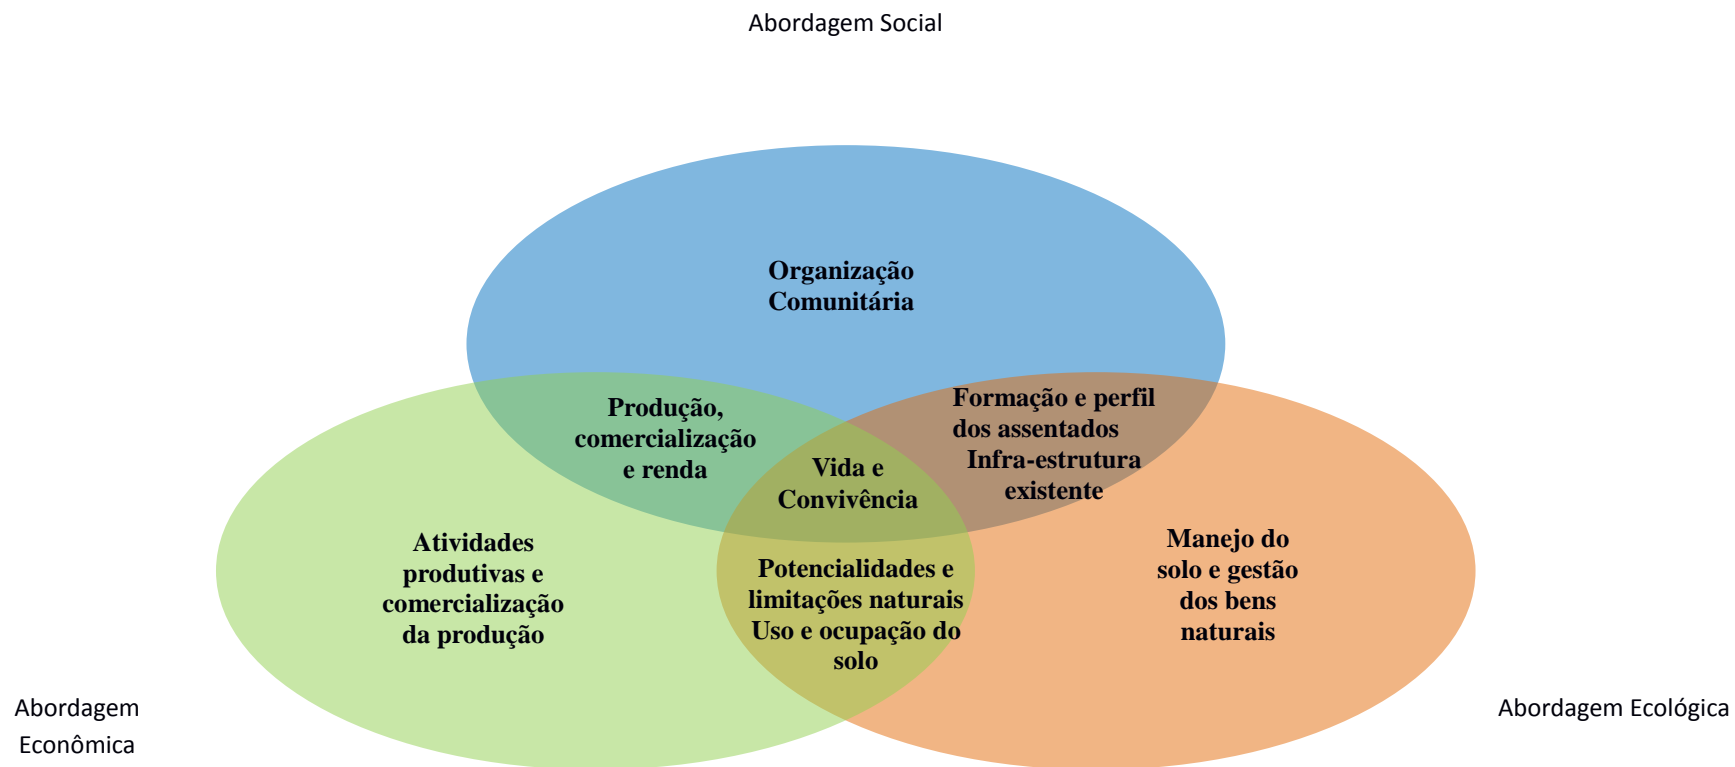 Abordagem Social
Organização
Comunitária
Produção,
comercialização
e renda
Formação e perfil
dos assentados
Infra-estrutura
existente
Vida e
Convivência
Atividades
produtivas e
comercialização
da produção
Potencialidades e
limitações naturais
Uso e ocupação do
solo
Manejo do
solo e gestão
dos bens
naturais
Abordagem
Econômica
Abordagem Ecológica